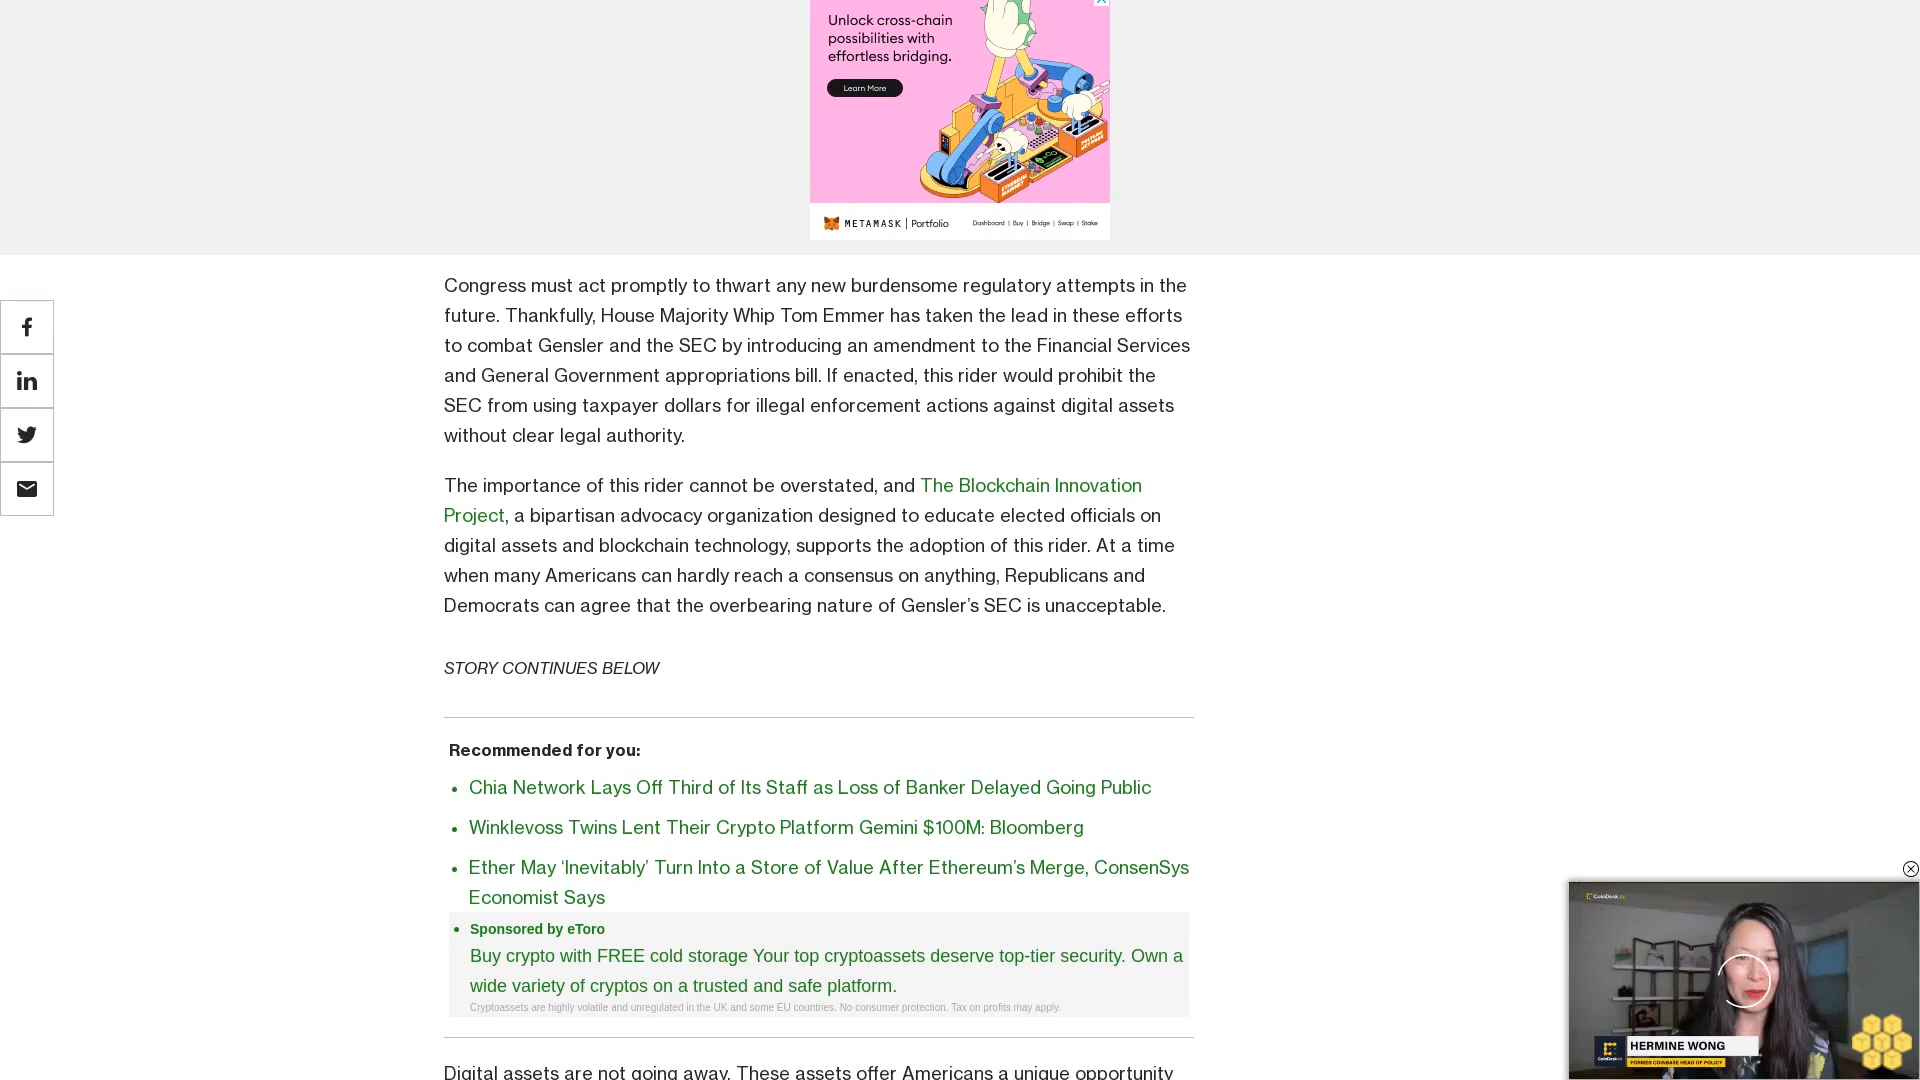 Unlock cross-chain
possibilities with
effortless bridging.
Learn More
POLYGON NETWORK
ETHEREUM MAINNET
METAMASK | Portfolio
Dashboard | Buy | Bridge | Swap | Stake
Congress must act promptly to thwart any new burdensome regulatory attempts in the
future. Thankfully, House Majority Whip Tom Emmer has taken the lead in these efforts
to combat Gensler and the SEC by introducing an amendment to the Financial Services
and General Government appropriations bill. If enacted, this rider would prohibit the
SEC from using taxpayer dollars for illegal enforcement actions against digital assets
without clear legal authority.
The importance of this rider cannot be overstated, and The Blockchain Innovation
Project, a bipartisan advocacy organization designed to educate elected officials on
digital assets and blockchain technology, supports the adoption of this rider. At a time
when many Americans can hardly reach a consensus on anything, Republicans and
Democrats can agree that the overbearing nature of Gensler’s SEC is unacceptable.
STORY CONTINUES BELOW
Recommended for you:
• Chia Network Lays Off Third of Its Staff as Loss of Banker Delayed Going Public
• Winklevoss Twins Lent Their Crypto Platform Gemini $100M: Bloomberg
• Ether May ‘Inevitably’ Turn Into a Store of Value After Ethereum’s Merge, ConsenSys
Economist Says
• Sponsored by eToro
Buy crypto with FREE cold storage Your top cryptoassets deserve top-tier security. Own a
wide variety of cryptos on a trusted and safe platform.
Cryptoassets are highly volatile and unregulated in the UK and some EU countries. No consumer protection. Tax on profits may apply.
Digital assets are not going away. These assets offer Americans a unique opportunity
CoinDesk
HERMINE WONG
CoinDesk
FORMER COINBASE HEAD OF POLICY